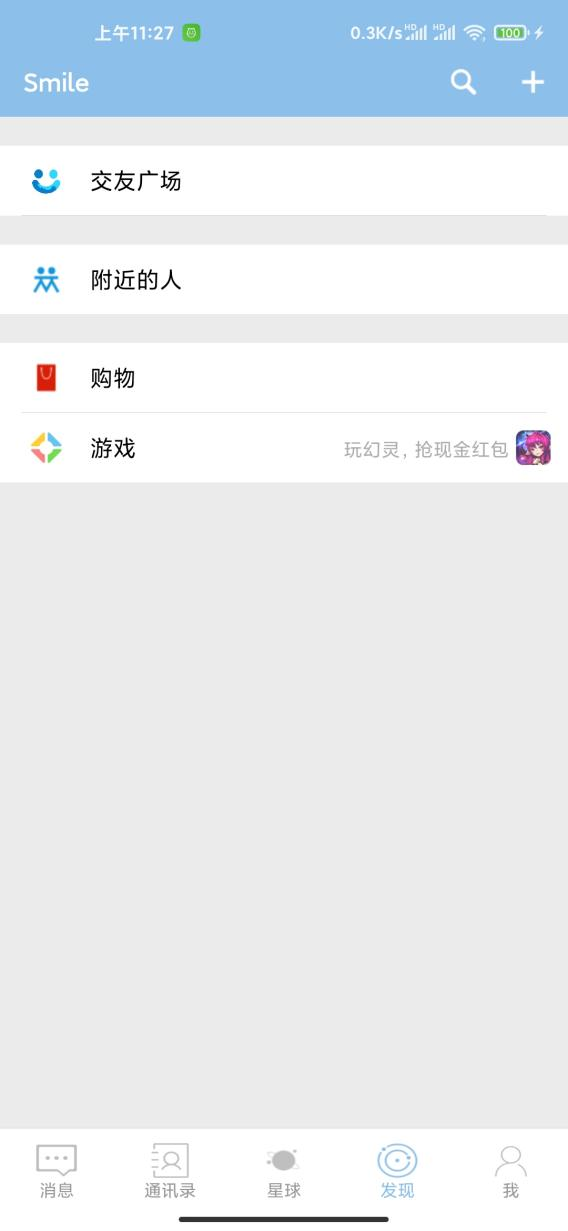 上午11:27
0.3K/s HD HD 100
Smile
交友广场
附近的人
购物
游戏 玩幻灵，抢现金红包
消息 通讯录 星球 发现 我